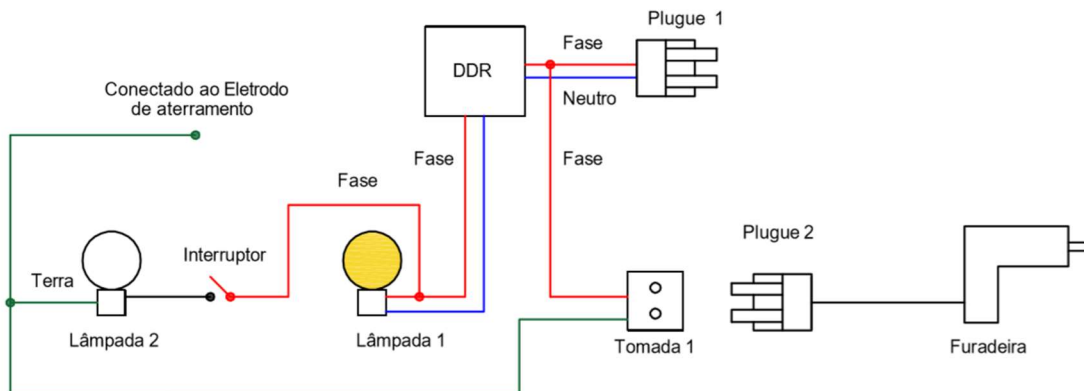 Plugue 1
Fase
DDR
Neutro
Conectado ao Eletrodo
de aterramento
Fase
Fase
Fase
Plugue 2
Interruptor
Terra
Lâmpada 2
Lâmpada 1
Tomada 1
Furadeira